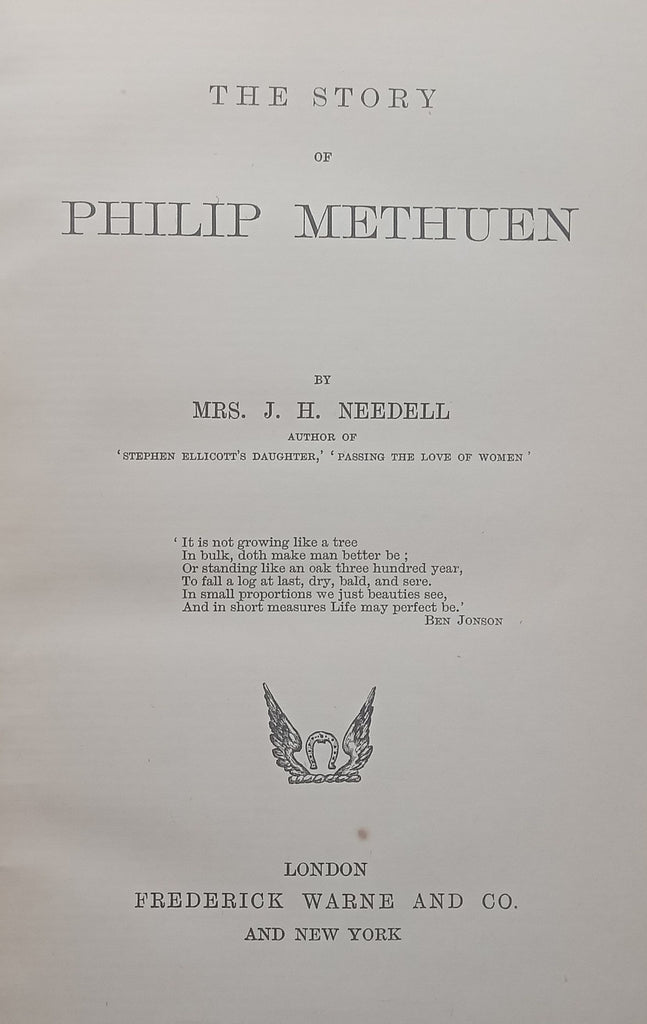 THE STORY
OF
PHILIP METHUEN
BY
MRS. J. H. NEEDELL
AUTHOR OF
‘STEPHEN ELLICOTT’S DAUGHTER,’ ‘PASSING THE LOVE OF WOMEN’
‘It is not growing like a tree
In bulk, doth make man better be ;
Or standing like an oak three hundred year,
To fall a log at last, dry, bald, and sere.
In small proportions we just beauties see,
And in short measures Life may perfect be.’
BEN JONSON
LONDON
FREDERICK WARNE AND CO.
AND NEW YORK